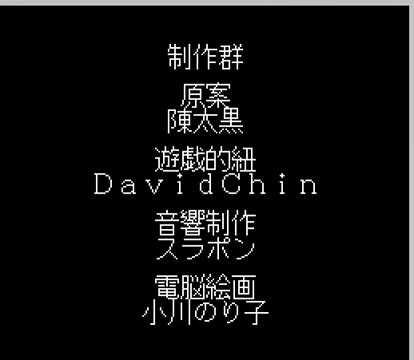 制作群
原案
陳太黒
遊戯的紐
DavidChin
音響制作
スラポン
電脳絵画
小川のり子